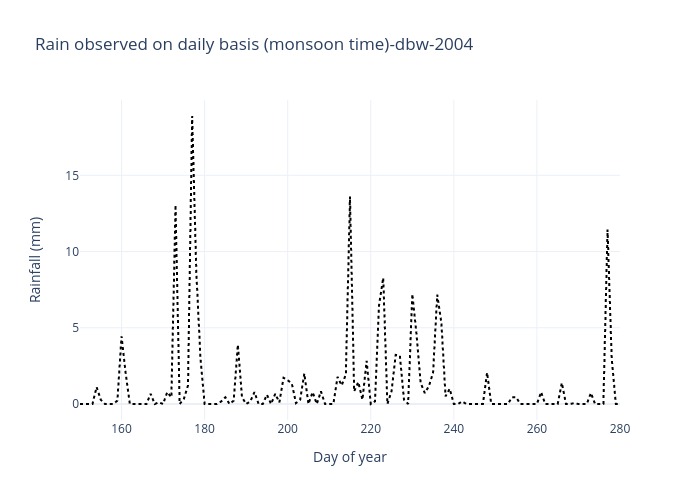 Rain observed on daily basis (monsoon time)-dbw-2004
15
10
5
0
Rainfall (mm)
160 180 200 220 240 260 280
Day of year